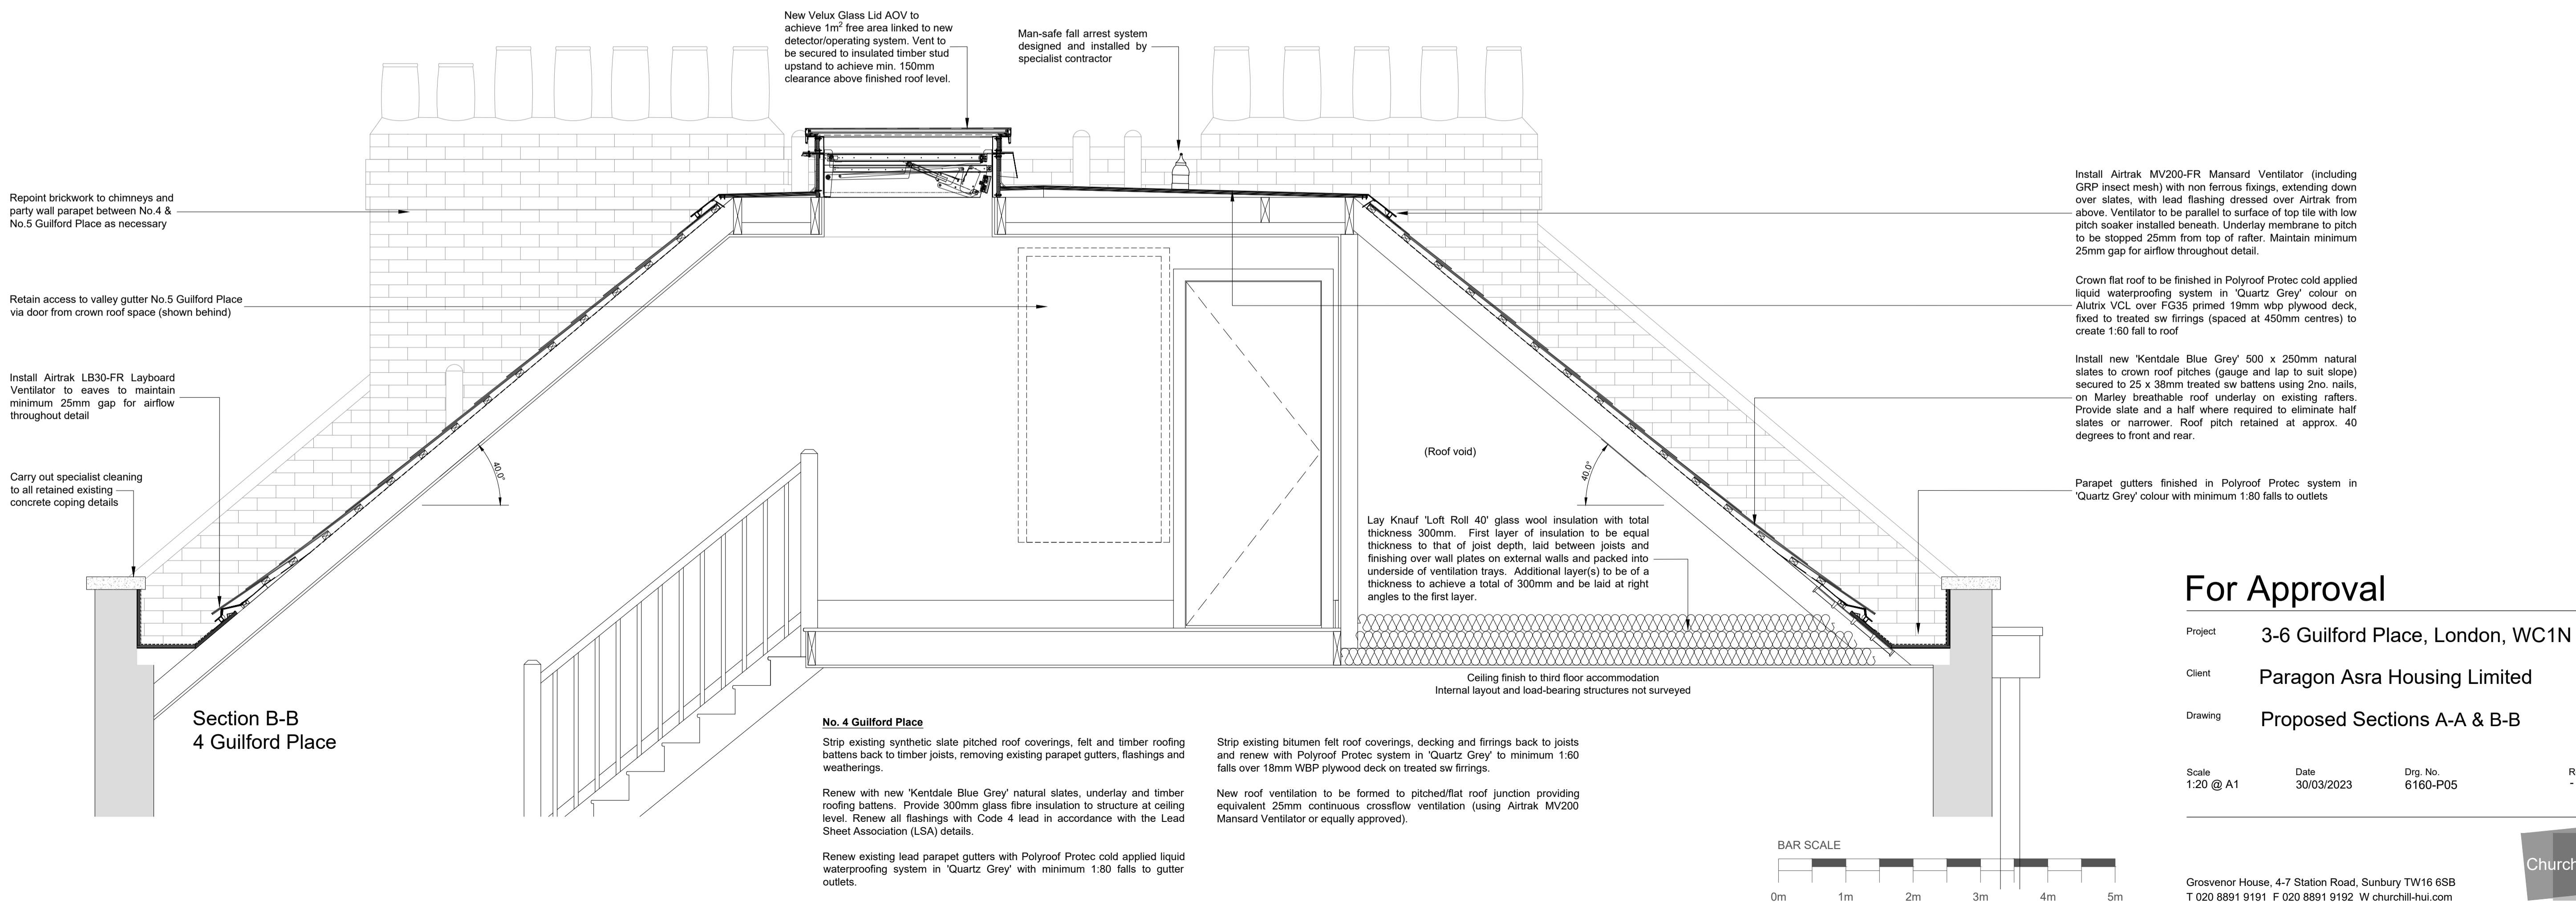 New Velux Glass Lid AOV to
achieve 1m² free area linked to new
detector/operating system. Vent to
be secured to insulated timber stud
upstand to achieve min. 150mm
clearance above finished roof level.
Man-safe fall arrest system
designed and installed by
specialist contractor
Repoint brickwork to chimneys and
party wall parapet between No.4 &
No.5 Guilford Place as necessary
Retain access to valley gutter No.5 Guilford Place
via door from crown roof space (shown behind)
Install Airtrak LB30-FR Layboard
Ventilator to eaves to maintain
minimum 25mm gap for airflow
throughout detail
Carry out specialist cleaning
to all retained existing
concrete coping details
40.0°
Section B-B
4 Guilford Place
(Roof void)
40.0°
Lay Knauf 'Loft Roll 40' glass wool insulation with total
thickness 300mm. First layer of insulation to be equal
thickness to that of joist depth, laid between joists and
finishing over wall plates on external walls and packed into
underside of ventilation trays. Additional layer(s) to be of a
thickness to achieve a total of 300mm and be laid at right
angles to the first layer.
Ceiling finish to third floor accommodation
Internal layout and load-bearing structures not surveyed
Install Airtrak MV200-FR Mansard Ventilator (including
GRP insect mesh) with non ferrous fixings, extending down
over slates, with lead flashing dressed over Airtrak from
above. Ventilator to be parallel to surface of top tile with low
pitch soaker installed beneath. Underlay membrane to pitch
to be stopped 25mm from top of rafter. Maintain minimum
25mm gap for airflow throughout detail.
Crown flat roof to be finished in Polyroof Protec cold applied
liquid waterproofing system in 'Quartz Grey' colour on
Alutrix VCL over FG35 primed 19mm wbp plywood deck,
fixed to treated sw firrings (spaced at 450mm centres) to
create 1:60 fall to roof
Install new 'Kentdale Blue Grey' 500 x 250mm natural
slates to crown roof pitches (gauge and lap to suit slope)
secured to 25 x 38mm treated sw battens using 2no. nails,
on Marley breathable roof underlay on existing rafters.
Provide slate and a half where required to eliminate half
slates or narrower. Roof pitch retained at approx. 40
degrees to front and rear.
Parapet gutters finished in Polyroof Protec system in
'Quartz Grey' colour with minimum 1:80 falls to outlets
No. 4 Guilford Place
Strip existing synthetic slate pitched roof coverings, felt and timber roofing
battens back to timber joists, removing existing parapet gutters, flashings and
weatherings.
Renew with new 'Kentdale Blue Grey' natural slates, underlay and timber
roofing battens. Provide 300mm glass fibre insulation to structure at ceiling
level. Renew all flashings with Code 4 lead in accordance with the Lead
Sheet Association (LSA) details.
Renew existing lead parapet gutters with Polyroof Protec cold applied liquid
waterproofing system in 'Quartz Grey' with minimum 1:80 falls to gutter
outlets.
Strip existing bitumen felt roof coverings, decking and firrings back to joists
and renew with Polyroof Protec system in 'Quartz Grey' to minimum 1:60
falls over 18mm WBP plywood deck on treated sw firrings.
New roof ventilation to be formed to pitched/flat roof junction providing
equivalent 25mm continuous crossflow ventilation (using Airtrak MV200
Mansard Ventilator or equally approved).
BAR SCALE
0m 1m 2m 3m 4m 5m
For Approval
Project 3-6 Guilford Place, London, WC1N
Client Paragon Asra Housing Limited
Drawing Proposed Sections A-A & B-B
Scale Date Drg. No. R
1:20 @ A1 30/03/2023 6160-P05 -
Church
Grosvenor House, 4-7 Station Road, Sunbury TW16 6SB
T 020 8891 9191 F 020 8891 9192 W churchill-hui.com